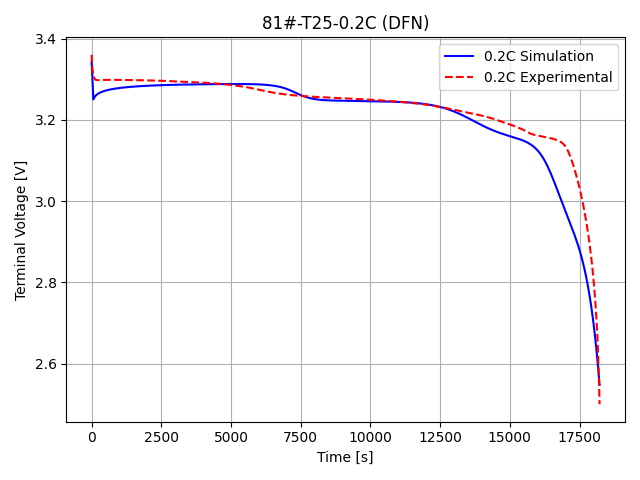 81#-T25-0.2C (DFN)
0.2C Simulation
0.2C Experimental
Terminal Voltage [V]
3.4
3.2
3.0
2.8
2.6
0 2500 5000 7500 10000 12500 15000 17500
Time [s]